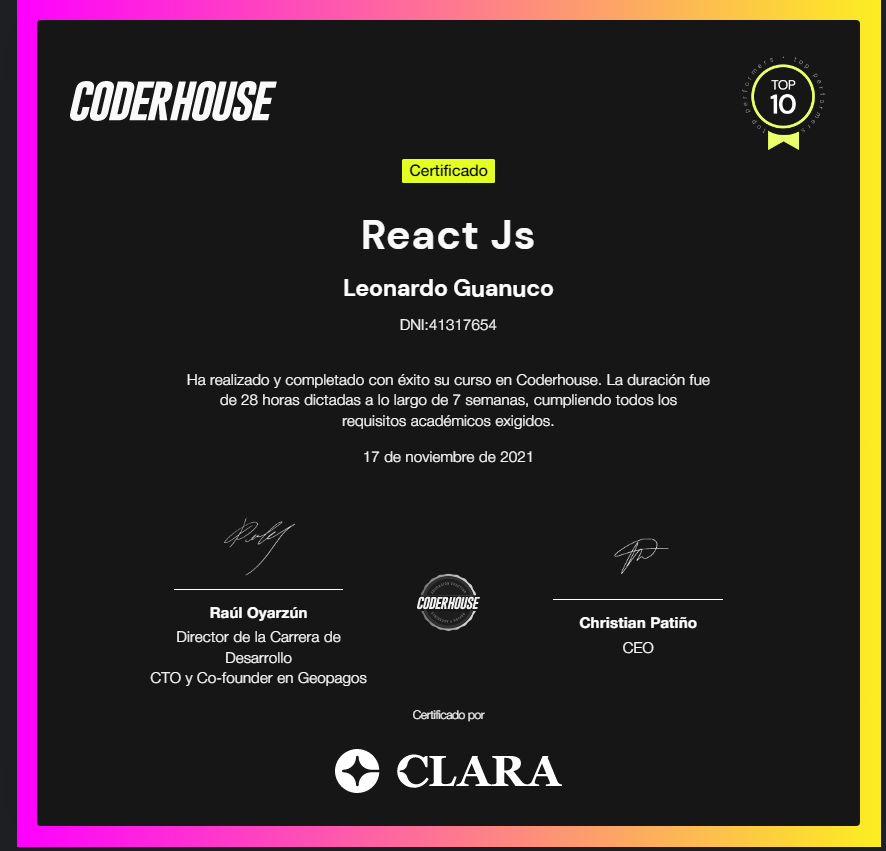 CODERHOUSE
top performers • top performers
TOP
10
Certificado
React Js
Leonardo Guanuco
DNI:41317654
Ha realizado y completado con éxito su curso en Coderhouse. La duración fue
de 28 horas dictadas a lo largo de 7 semanas, cumpliendo todos los
requisitos académicos exigidos.
17 de noviembre de 2021
Raúl Oyarzún
Director de la Carrera de
Desarrollo
CTO y Co-founder en Geopagos
CODERHOUSE
Christian Patiño
CEO
Certificado por
CLARA